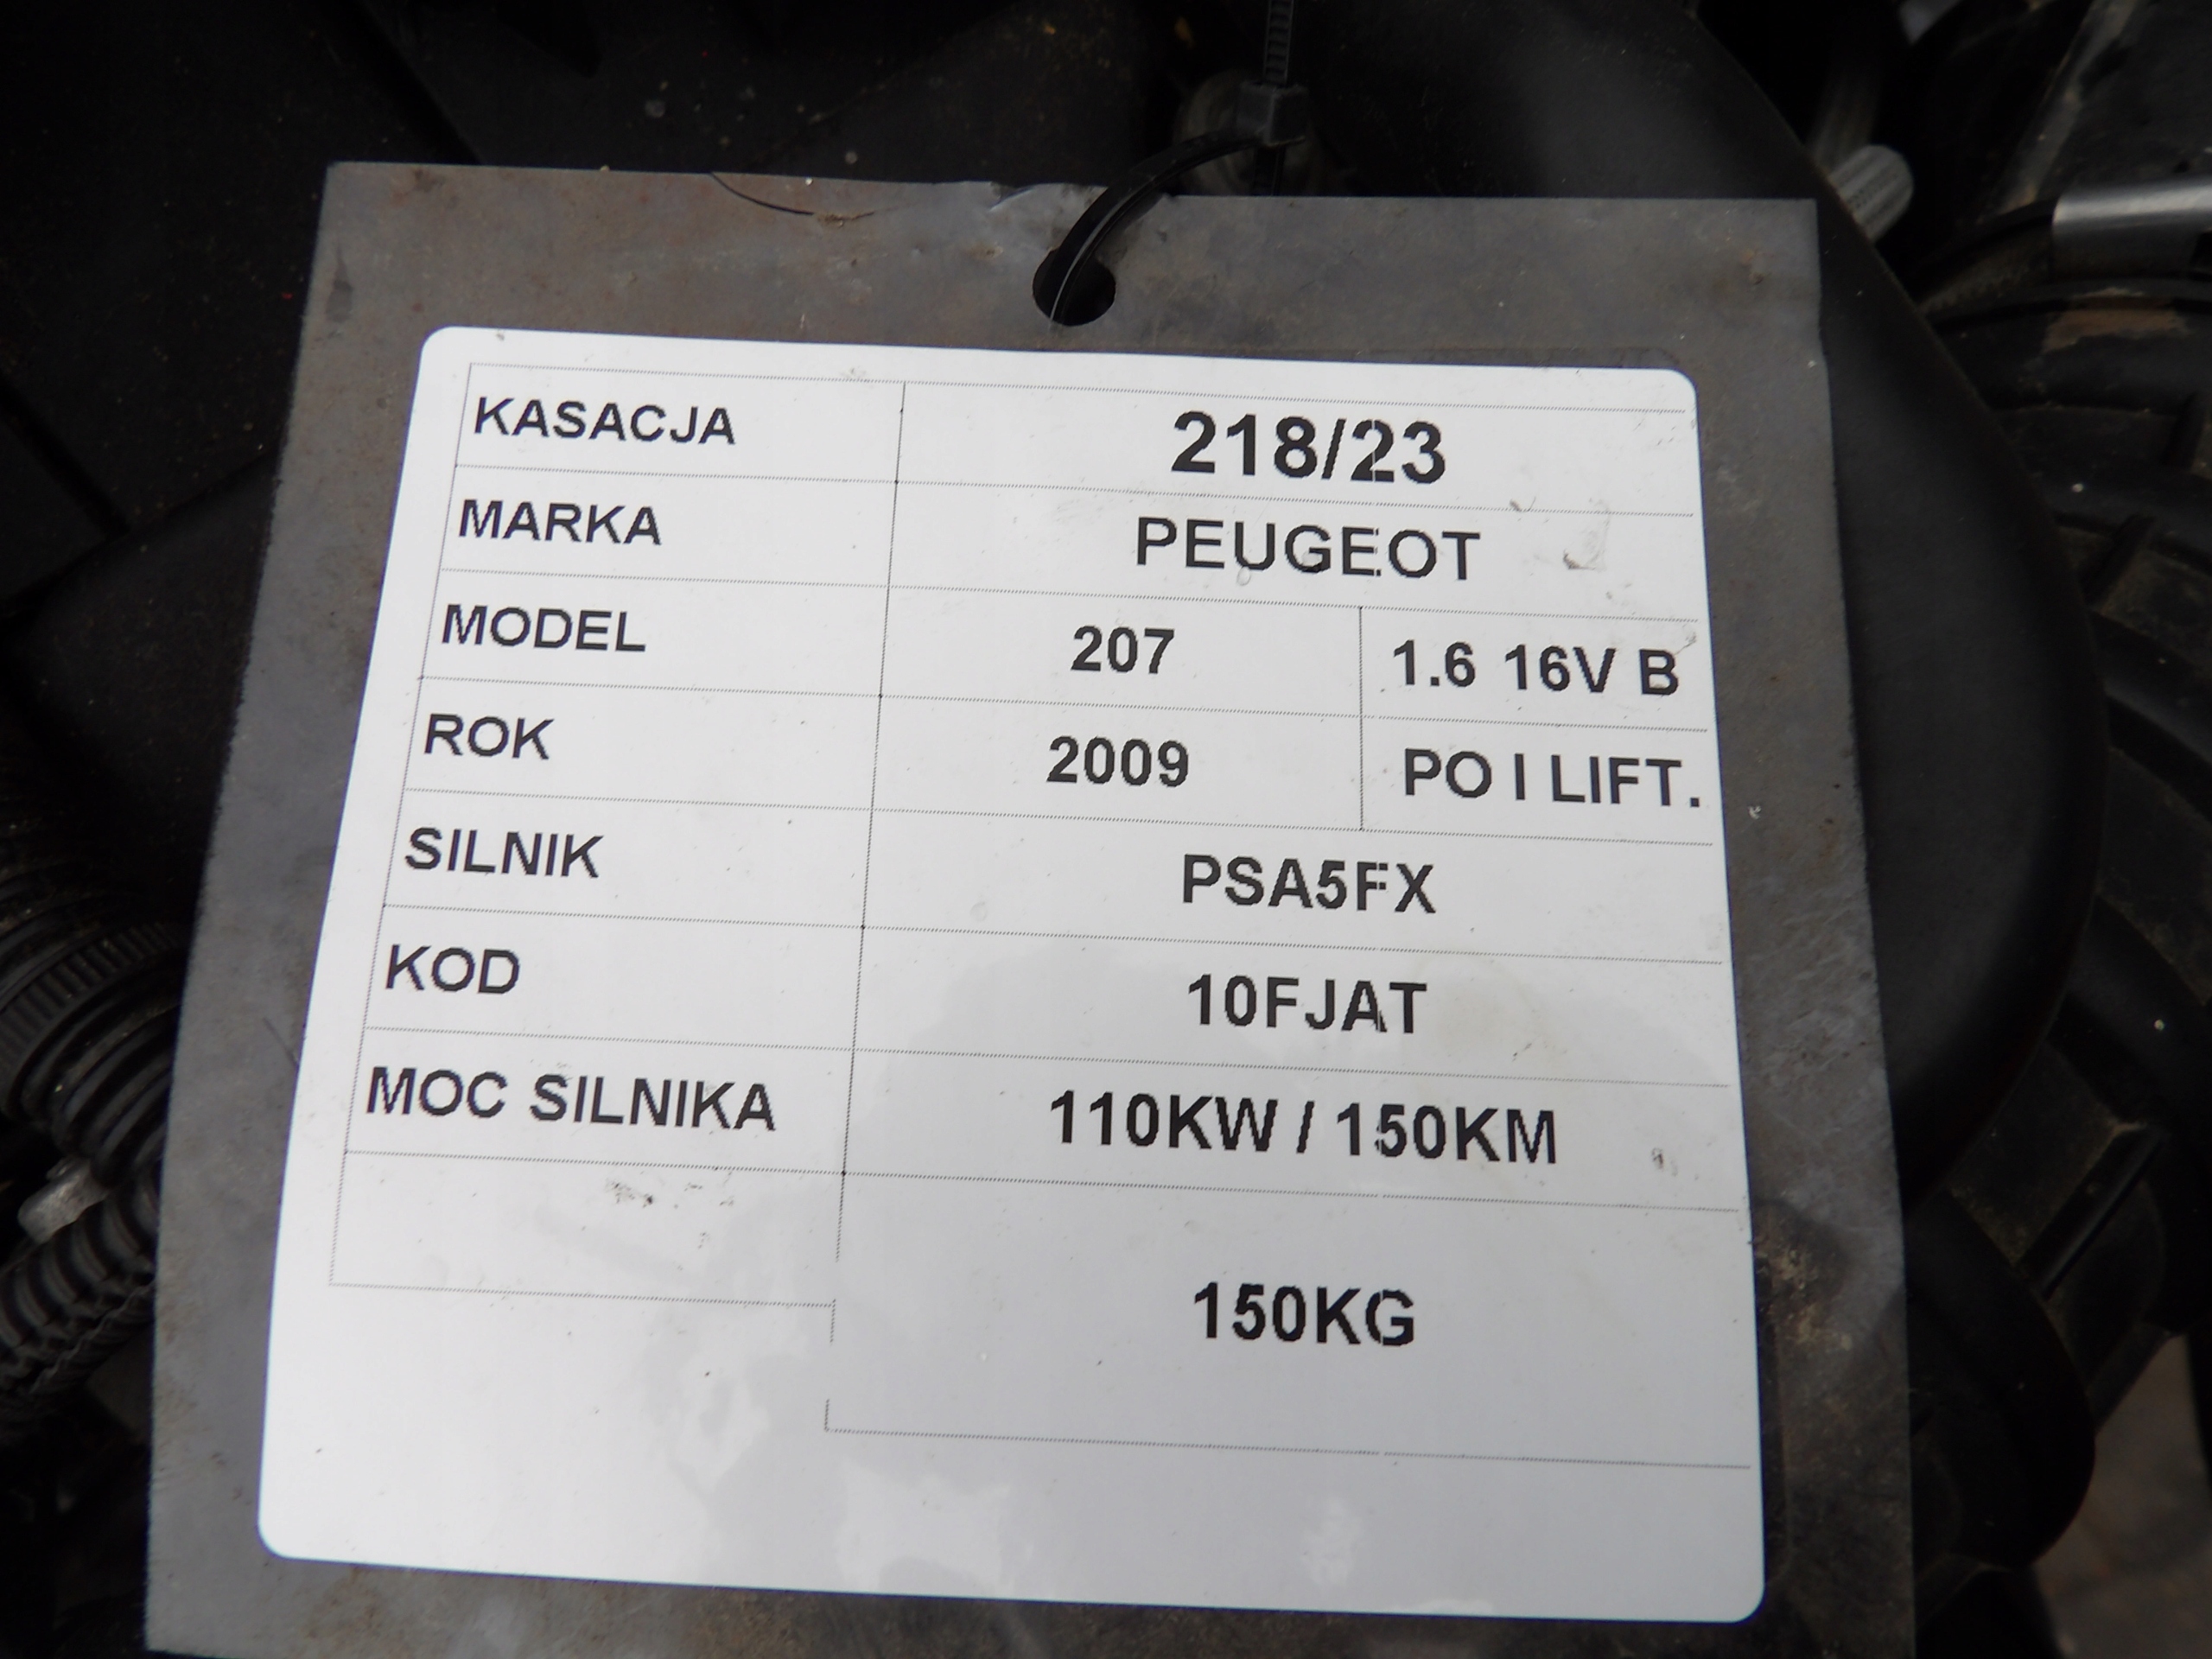 KASACJA 218/23
MARKA PEUGEOT
MODEL 207 1.6 16V B
ROK 2009 PO I LIFT.
SILNIK PSA5FX
KOD 10FJAT
MOC SILNIKA 110KW / 150KM
150KG